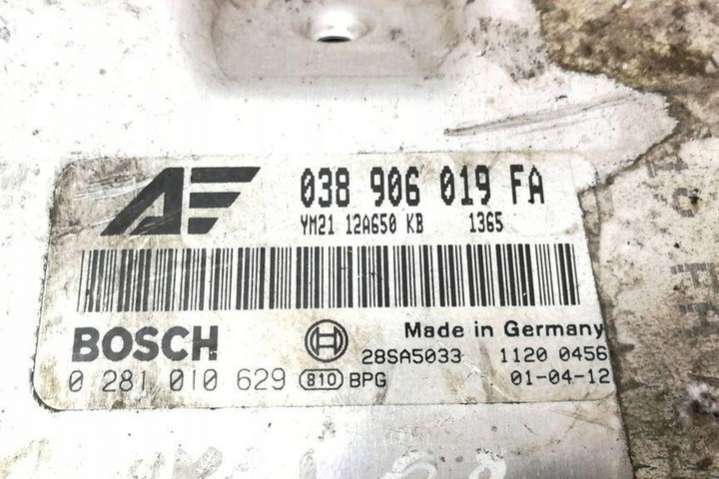 AF 038 906 019 FA
YM21 12A650 KB 1365
BOSCH Made in Germany
28SA5033 1120 0456
0 281 010 629 810 BPG 01-04-12